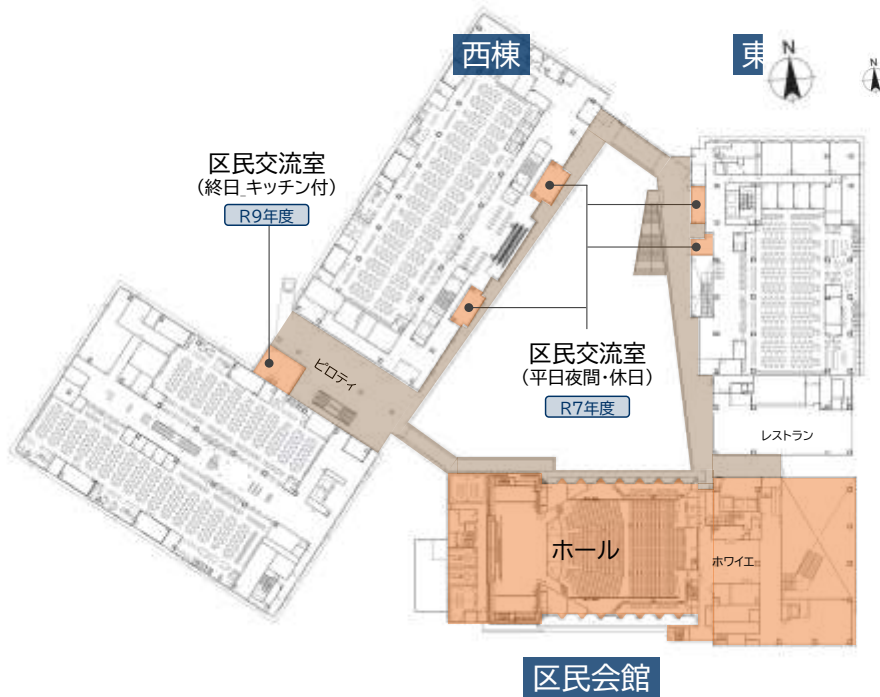 西棟
東
N
N
区民交流室
(終日_キッチン付)
R9年度
ピロティ
区民交流室
(平日夜間・休日)
R7年度
レストラン
ホール
ホワイエ
区民会館